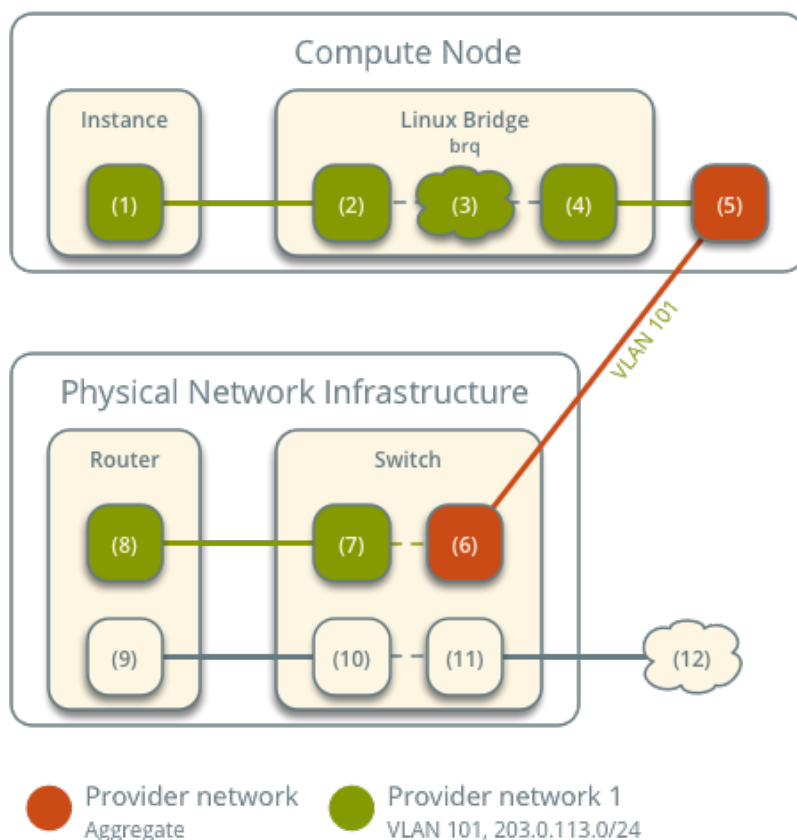 Compute Node
Instance
Linux Bridge
brq
(1)
(2)
(3)
(4)
(5)
VLAN 101
Physical Network Infrastructure
Router
Switch
(8)
(7)
(6)
(9)
(10)
(11)
(12)
Provider network
Aggregate
Provider network 1
VLAN 101, 203.0.113.0/24